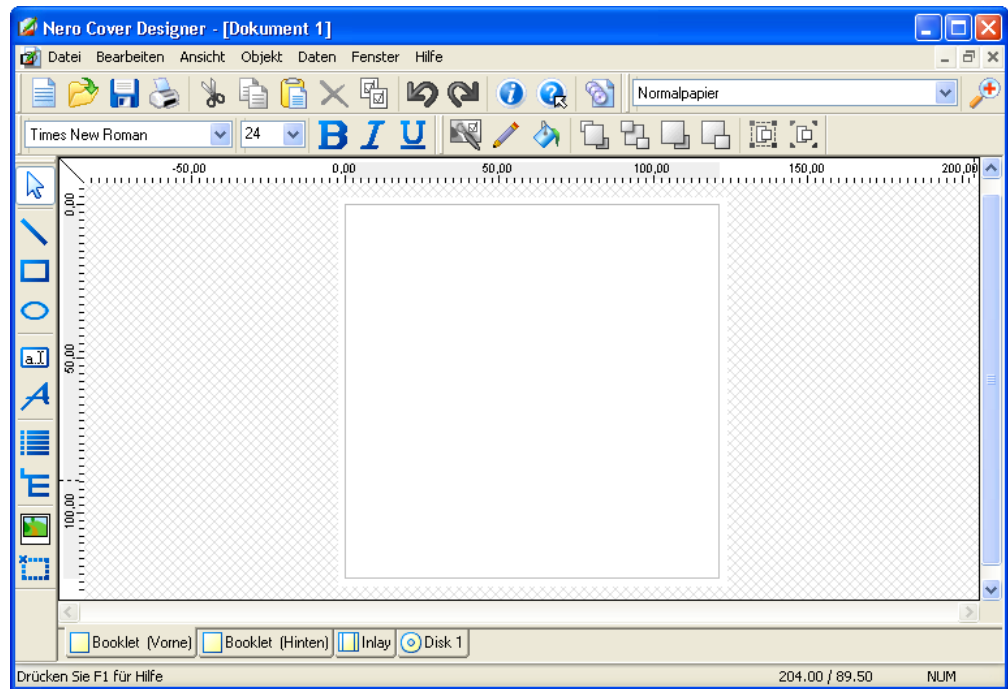 Nero Cover Designer - [Dokument 1]
Datei Bearbeiten Ansicht Objekt Daten Fenster Hilfe
Normalpapier
Times New Roman 24 B I U
-50,00 0,00 50,00 100,00 150,00 200,00
0,00
50,00
100,00
a.I
A
E
Booklet (Vorne) Booklet (Hinten) Inlay Disk 1
Drücken Sie F1 für Hilfe 204.00 / 89.50 NUM